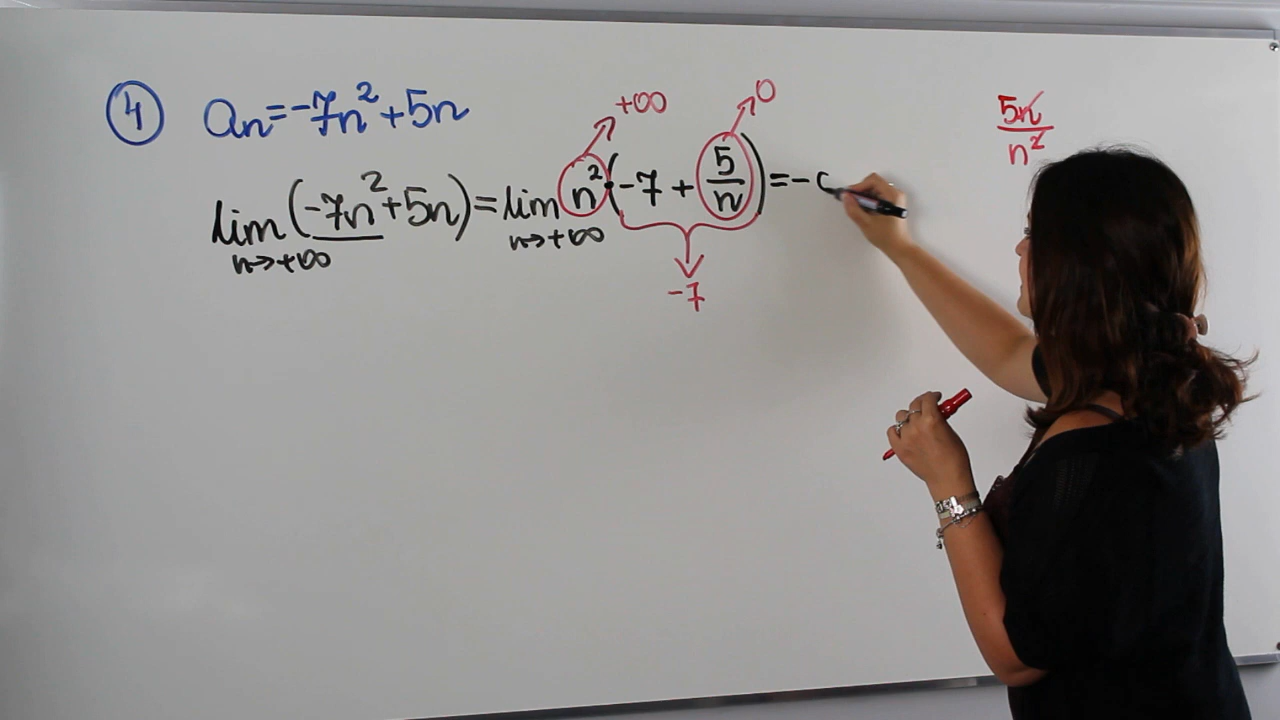 ④ an=-7n²+5n
+∞
0
5n/n²
lim (-7n²+5n)=lim n²·(-7+5/n)=-
n→+∞ n→+∞
-7